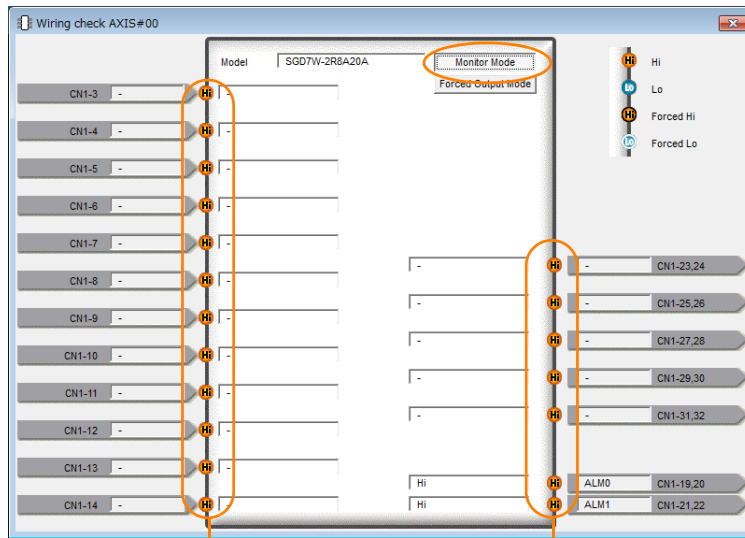 Wiring check AXIS#00
Model SGD7W-2R8A20A Monitor Mode
Forced Output Mode
Hi Hi
Lo Lo
Hi Forced Hi
Lo Forced Lo
CN1-3 - Hi -
CN1-4 - Hi -
CN1-5 - Hi -
CN1-6 - Hi -
CN1-7 - Hi -
- Hi - CN1-23,24
CN1-8 - Hi -
- Hi - CN1-25,26
CN1-9 - Hi -
- Hi - CN1-27,28
CN1-10 - Hi -
- Hi - CN1-29,30
CN1-11 - Hi -
- Hi - CN1-31,32
CN1-12 - Hi -
CN1-13 - Hi -
Hi Hi ALM0 CN1-19,20
CN1-14 - Hi - Hi Hi ALM1 CN1-21,22